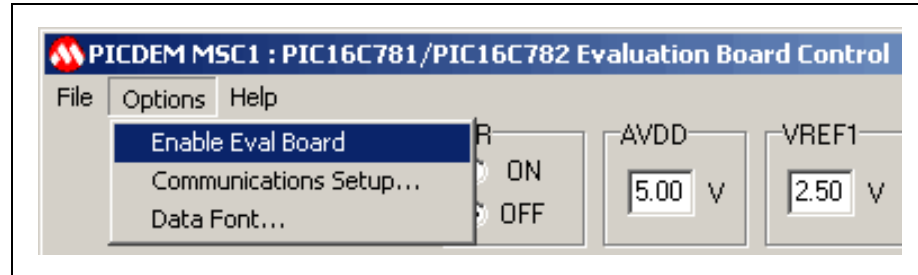 PICDEM MSC1 : PIC16C781/PIC16C782 Evaluation Board Control
File Options Help
Enable Eval Board
Communications Setup...
Data Font...
R
ON
OFF
AVDD
5.00 V
VREF1
2.50 V